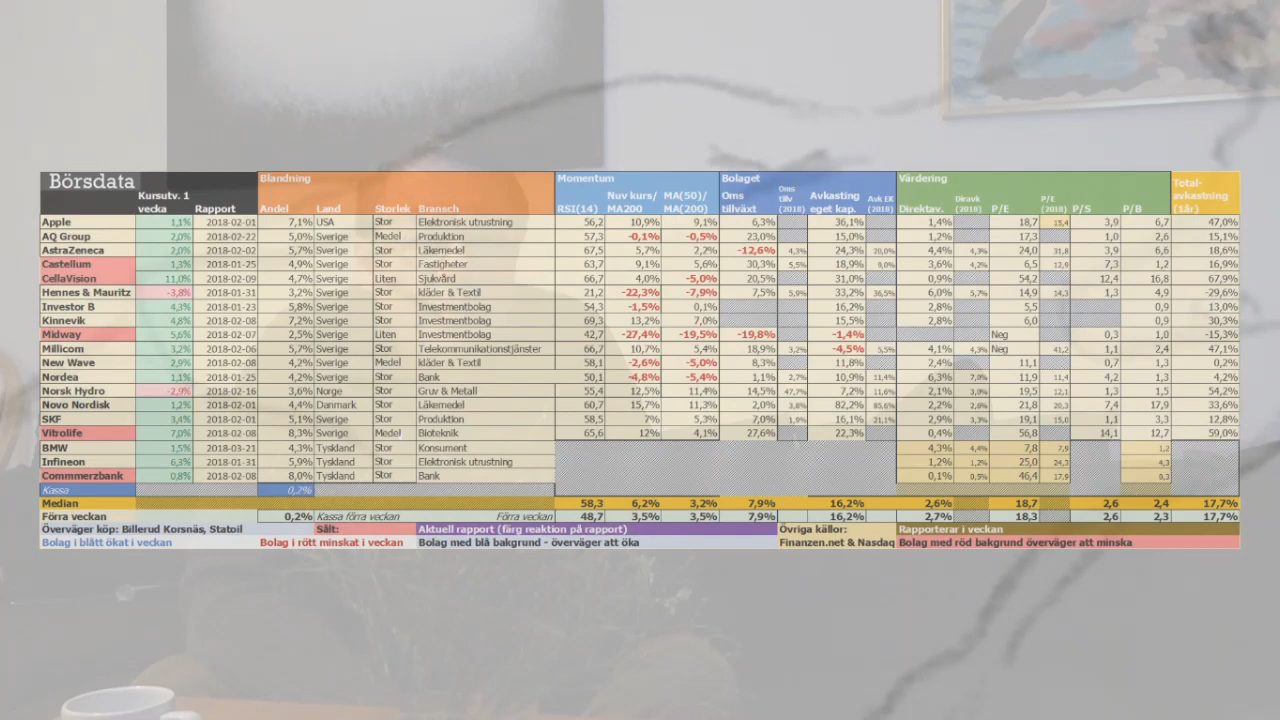 Börsdata
Blandning Momentum Bolaget Värdering
Kursutv. 1 vecka Rapport Andel Land Storlek Bransch RSI(14) Nuv kurs/ MA200 MA(50)/ MA(200) Oms tillväxt Oms tillv (2018) Avkasting eget kap. Avk EK (2018) Direktav. Diravk (2018) P/E P/E (2018) P/S P/B Total- avkastning (1år)
Apple 1,1% 2018-02-01 7,1% USA Stor Elektronisk utrustning 56,2 10,9% 9,1% 6,3% 36,1% 1,4% 18,7 15,4 3,9 6,7 47,0%
AQ Group 2,0% 2018-02-22 5,0% Sverige Medel Produktion 57,3 -0,1% -0,5% 23,0% 15,0% 1,2% 17,3 1,0 2,6 15,1%
AstraZeneca 2,0% 2018-02-02 5,7% Sverige Stor Läkemedel 67,5 5,7% 2,2% -12,6% 4,3% 24,3% 20,0% 4,4% 4,3% 24,0 31,8 3,9 6,6 18,6%
Castellum 1,3% 2018-01-25 4,9% Sverige Stor Fastigheter 63,7 9,1% 5,6% 30,3% 5,5% 18,9% 9,0% 3,6% 4,2% 6,5 12,9 7,3 1,2 16,9%
CellaVision 11,0% 2018-02-09 4,7% Sverige Liten Sjukvård 66,7 4,0% -5,0% 20,5% 31,0% 0,9% 54,2 12,4 16,8 67,9%
Hennes & Mauritz -3,8% 2018-01-31 3,2% Sverige Stor kläder & Textil 21,2 -22,3% -7,9% 7,5% 5,9% 33,2% 36,5% 6,0% 5,7% 14,9 14,3 1,3 4,9 -29,6%
Investor B 4,3% 2018-01-23 5,8% Sverige Stor Investmentbolag 54,3 -1,5% 0,1% 16,2% 2,8% 5,5 0,9 13,0%
Kinnevik 4,8% 2018-02-08 7,2% Sverige Stor Investmentbolag 69,3 13,2% 7,0% 15,5% 2,8% 6,0 0,9 30,3%
Midway 5,6% 2018-02-07 2,5% Sverige Liten Investmentbolag 42,7 -27,4% -19,5% -19,8% -1,4% Neg 0,3 1,0 -15,3%
Millicom 3,2% 2018-02-06 5,7% Sverige Stor Telekommunikationstjänster 66,7 10,7% 5,4% 18,9% 3,2% -4,5% 5,5% 4,1% 4,3% Neg 41,2 1,1 2,4 47,1%
New Wave 2,9% 2018-02-08 4,2% Sverige Medel kläder & Textil 58,1 -2,6% -5,0% 8,3% 11,8% 2,4% 11,1 0,7 1,3 0,2%
Nordea 1,1% 2018-01-25 4,2% Sverige Stor Bank 50,1 -4,8% -5,4% 1,1% 2,7% 10,9% 11,4% 6,3% 7,0% 11,9 11,4 4,2 1,3 4,2%
Norsk Hydro -2,9% 2018-02-16 3,6% Norge Stor Gruv & Metall 55,4 12,5% 11,4% 14,5% 47,7% 7,2% 11,6% 2,1% 3,0% 19,5 12,1 1,3 1,5 54,2%
Novo Nordisk 1,2% 2018-02-01 4,4% Danmark Stor Läkemedel 60,7 15,7% 11,3% 2,0% 3,8% 82,2% 85,6% 2,2% 2,6% 21,8 20,3 7,4 17,9 33,6%
SKF 3,4% 2018-02-01 5,1% Sverige Stor Produktion 58,5 7% 5,3% 7,0% 1,9% 16,1% 21,1% 2,8% 2,9% 19,1 15,0 1,1 3,3 12,8%
Vitrolife 7,0% 2018-02-08 8,3% Sverige Medel Bioteknik 65,6 12% 4,1% 27,6% 22,3% 0,4% 56,8 14,1 12,7 59,0%
BMW 1,5% 2018-03-21 4,3% Tyskland Stor Konsument 4,3% 4,4% 7,8 7,9 1,2
Infineon 6,3% 2018-01-31 5,9% Tyskland Stor Elektronisk utrustning 1,2% 1,2% 25,0 24,3 4,3
Commmerzbank 0,8% 2018-02-08 8,0% Tyskland Stor Bank 0,1% 0,5% 46,4 17,9 0,3
Kassa 0,2%
Median 58,3 6,2% 3,2% 7,9% 16,2% 2,6% 18,7 2,6 2,4 17,7%
Förra veckan 0,2% Kassa förra veckan Förra veckan 48,7 3,5% 3,5% 7,9% 16,2% 2,7% 18,3 2,6 2,3 17,7%
Överväger köp: Billerud Korsnäs, Statoil Sålt: Aktuell rapport (färg reaktion på rapport) Övriga källor: Rapporterar i veckan
Bolag i blått ökat i veckan Bolag i rött minskat i veckan Bolag med blå bakgrund - överväger att öka Finanzen.net & Nasdaq Bolag med röd bakgrund överväger att minska